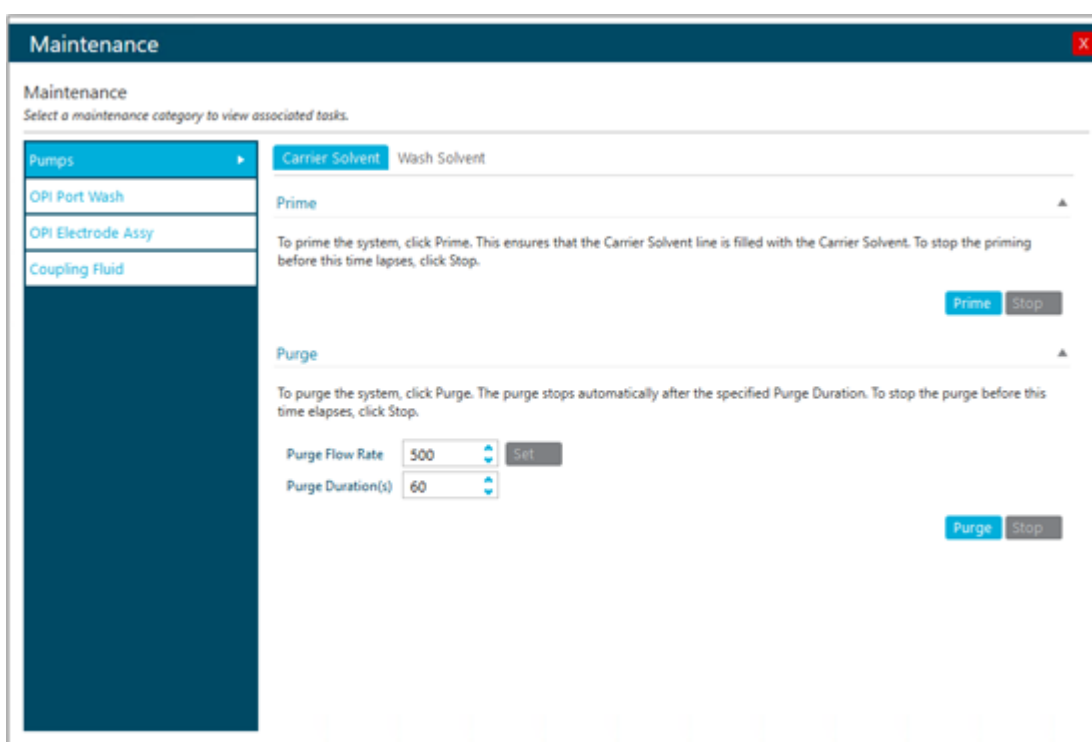 Maintenance
X
Maintenance
Select a maintenance category to view associated tasks.
Pumps
OPI Port Wash
OPI Electrode Assy
Coupling Fluid
Carrier Solvent Wash Solvent
Prime
To prime the system, click Prime. This ensures that the Carrier Solvent line is filled with the Carrier Solvent. To stop the priming
before this time lapses, click Stop.
Prime Stop
Purge
To purge the system, click Purge. The purge stops automatically after the specified Purge Duration. To stop the purge before this
time elapses, click Stop.
Purge Flow Rate 500 Set
Purge Duration(s) 60
Purge Stop